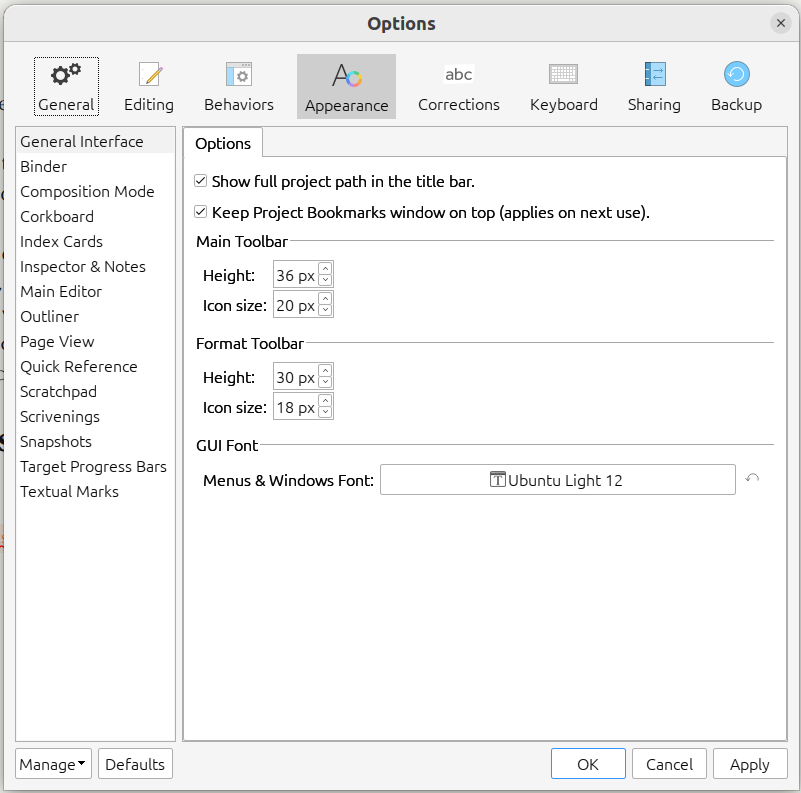 Options
General Editing Behaviors Appearance Corrections Keyboard Sharing Backup
abc
General Interface
Binder
Composition Mode
Corkboard
Index Cards
Inspector & Notes
Main Editor
Outliner
Page View
Quick Reference
Scratchpad
Scrivenings
Snapshots
Target Progress Bars
Textual Marks
Options
Show full project path in the title bar.
Keep Project Bookmarks window on top (applies on next use).
Main Toolbar
Height: 36 px
Icon size: 20 px
Format Toolbar
Height: 30 px
Icon size: 18 px
GUI Font
Menus & Windows Font: Ubuntu Light 12
Manage Defaults OK Cancel Apply